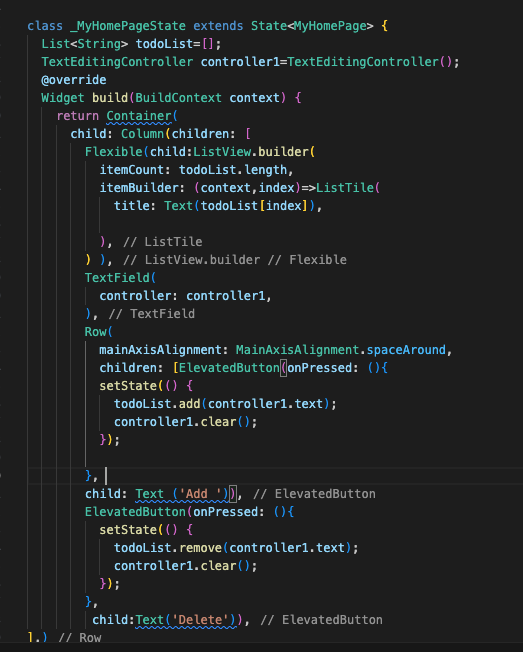 class _MyHomePageState extends State<MyHomePage> {
  List<String> todoList=[];
  TextEditingController controller1=TextEditingController();
  @override
  Widget build(BuildContext context) {
    return Container(
      child: Column(children: [
        Flexible(child:ListView.builder(
          itemCount: todoList.length,
          itemBuilder: (context,index)=>ListTile(
            title: Text(todoList[index]),
          ), // ListTile
        ) ), // ListView.builder // Flexible
        TextField(
          controller: controller1,
        ), // TextField
        Row(
          mainAxisAlignment: MainAxisAlignment.spaceAround,
          children: [ElevatedButton(onPressed: (){
          setState(() {
            todoList.add(controller1.text);
            controller1.clear();
          });
        },
        child: Text ('Add ')), // ElevatedButton
        ElevatedButton(onPressed: (){
          setState(() {
            todoList.remove(controller1.text);
            controller1.clear();
          });
        },
         child:Text('Delete')), // ElevatedButton
],) // Row